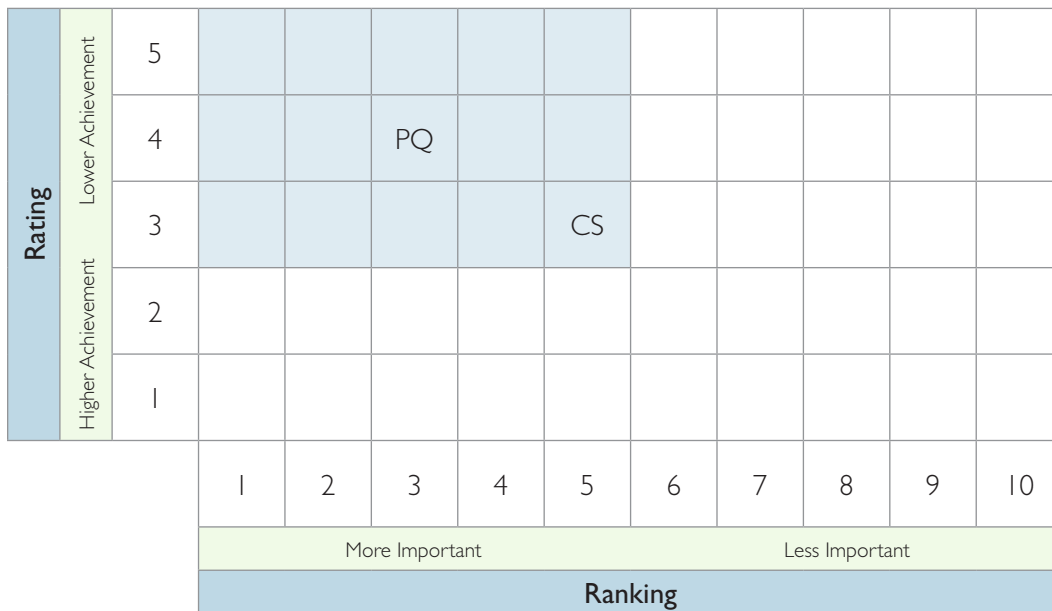 Rating
Lower Achievement
Higher Achievement
5
4 PQ
3 CS
2
1
1 2 3 4 5 6 7 8 9 10
More Important Less Important
Ranking